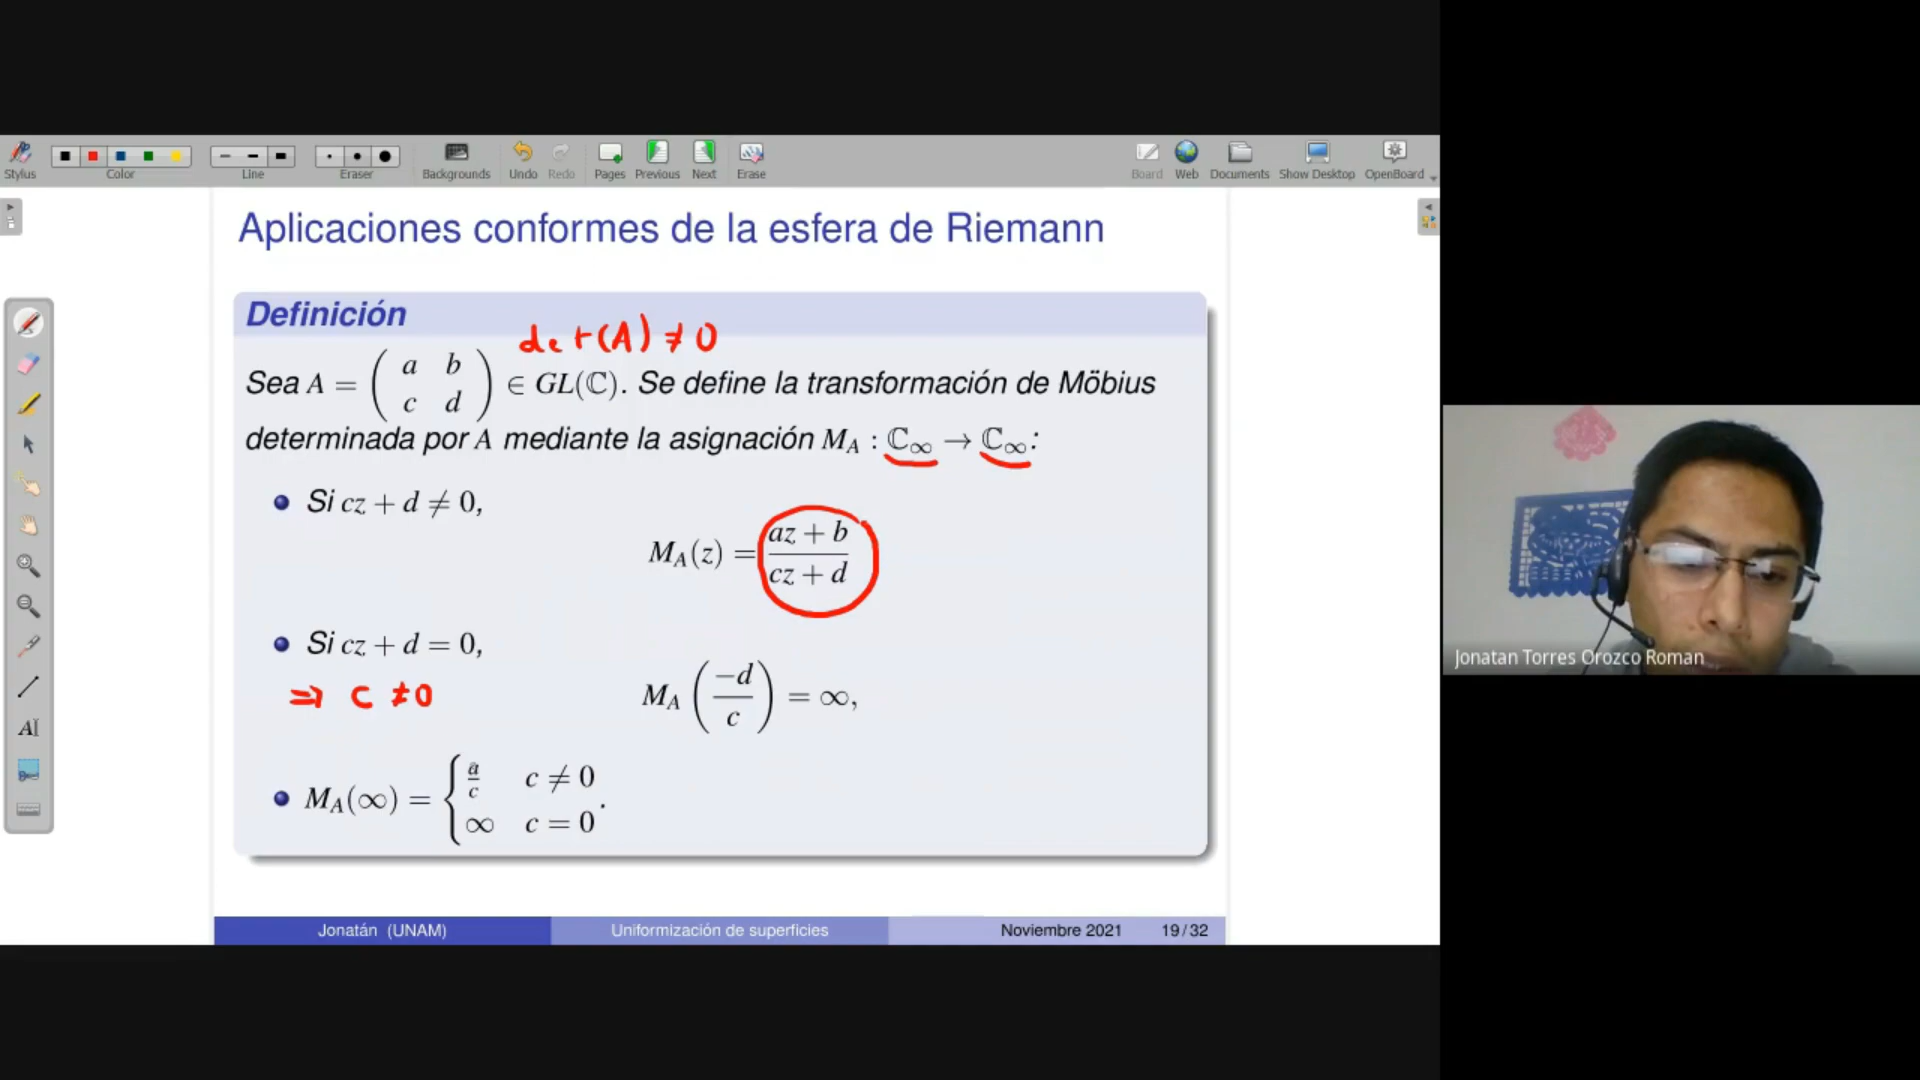 Stylus Color Line Eraser Backgrounds Undo Redo Pages Previous Next Erase Board Web Documents Show Desktop OpenBoard
Aplicaciones conformes de la esfera de Riemann
Definición
det(A) ≠ 0
Sea A = ( a b ; c d ) ∈ GL(ℂ). Se define la transformación de Möbius
determinada por A mediante la asignación M_A : ℂ_∞ → ℂ_∞:
• Si cz + d ≠ 0,
M_A(z) = (az + b)/(cz + d)
• Si cz + d = 0,
⇒ c ≠ 0
M_A(−d/c) = ∞,
• M_A(∞) = { a/c c ≠ 0
∞ c = 0 .
Jonatán (UNAM) Uniformización de superficies Noviembre 2021 19/32
Jonatan Torres Orozco Roman